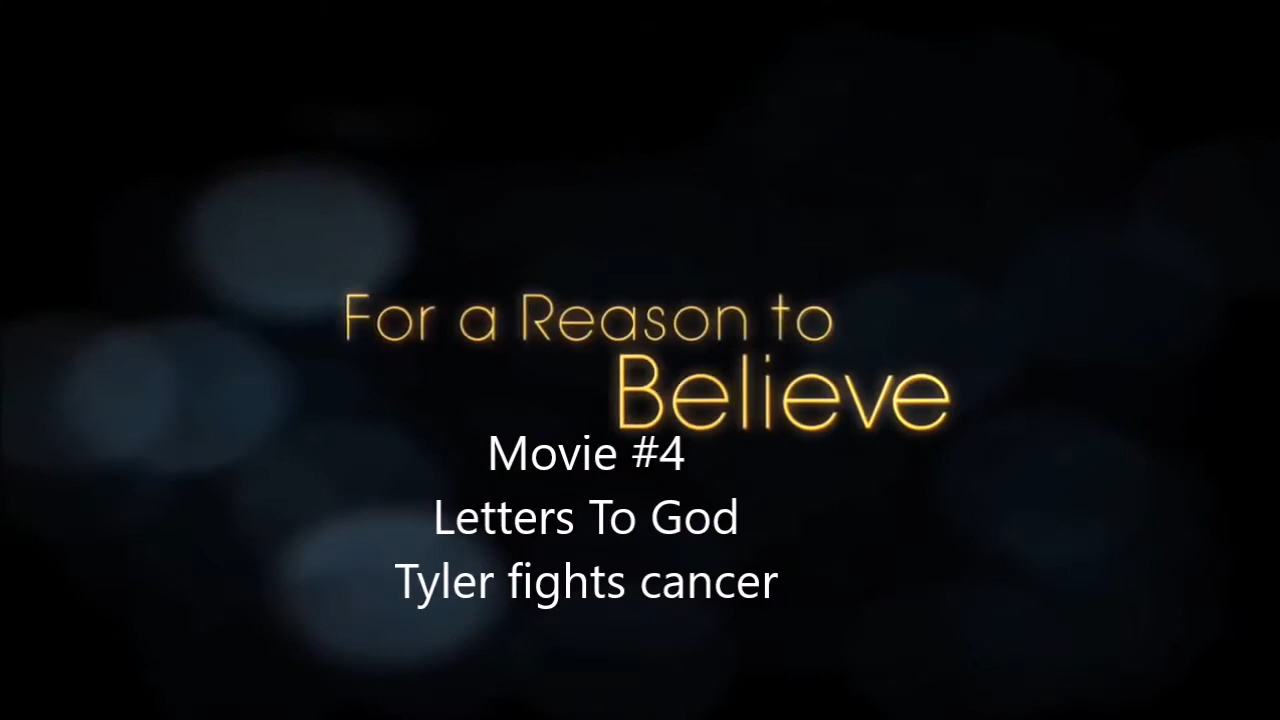 For a Reason to
Believe
Movie #4
Letters To God
Tyler fights cancer